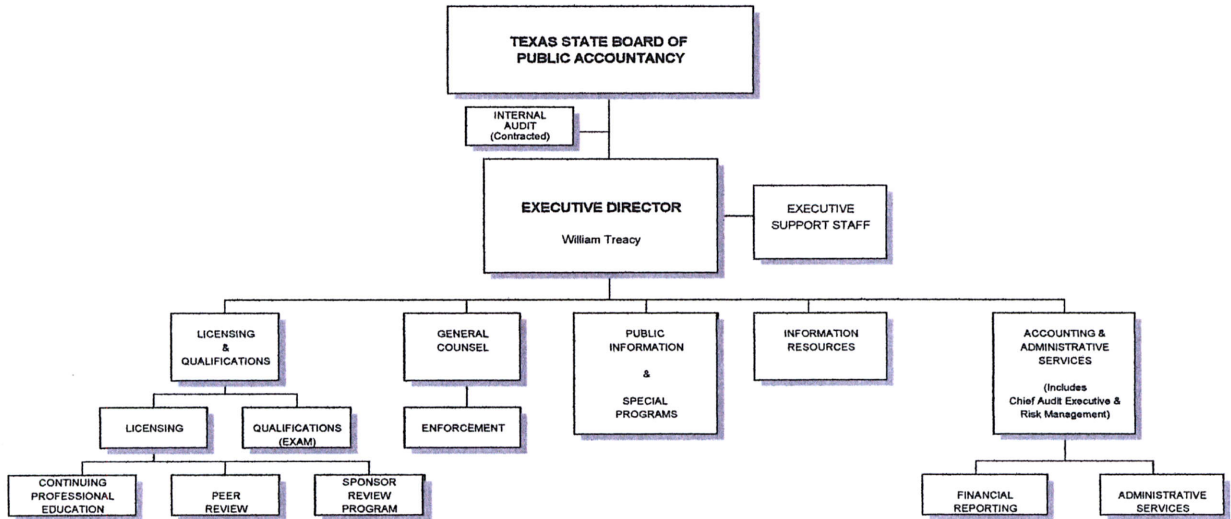 TEXAS STATE BOARD OF
PUBLIC ACCOUNTANCY
INTERNAL
AUDIT
(Contracted)
EXECUTIVE DIRECTOR
William Treacy
EXECUTIVE
SUPPORT STAFF
LICENSING
&
QUALIFICATIONS
GENERAL
COUNSEL
PUBLIC
INFORMATION
&
SPECIAL
PROGRAMS
INFORMATION
RESOURCES
ACCOUNTING &
ADMINISTRATIVE
SERVICES
(Includes
Chief Audit Executive &
Risk Management)
LICENSING
QUALIFICATIONS
(EXAM)
ENFORCEMENT
CONTINUING
PROFESSIONAL
EDUCATION
PEER
REVIEW
SPONSOR
REVIEW
PROGRAM
FINANCIAL
REPORTING
ADMINISTRATIVE
SERVICES